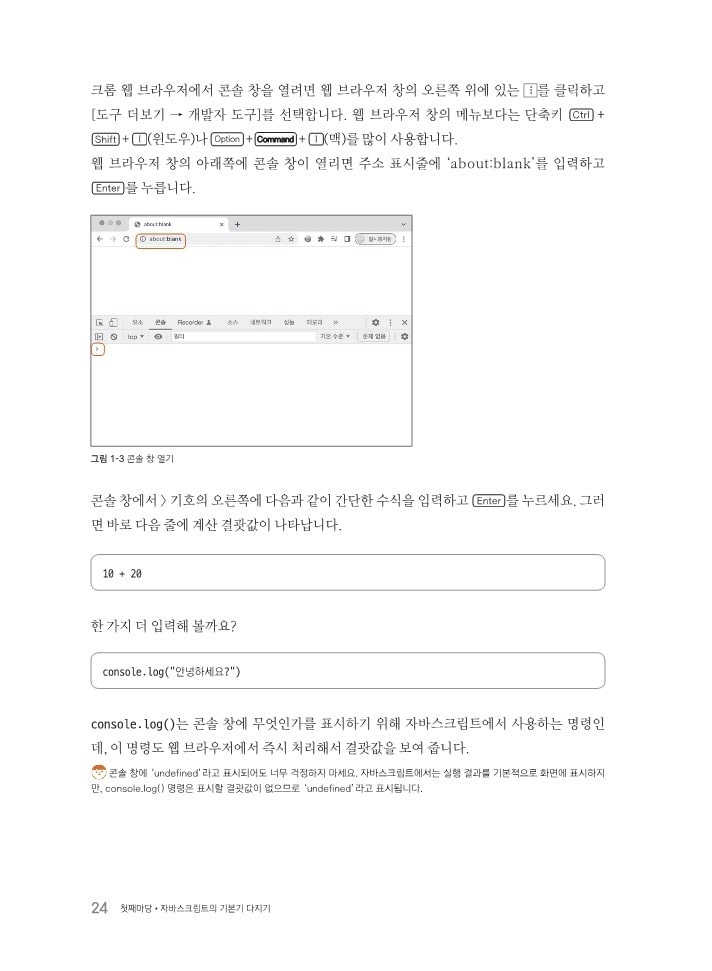 크롬 웹 브라우저에서 콘솔 창을 열려면 웹 브라우저 창의 오른쪽 위에 있는 ⋮를 클릭하고
[도구 더보기 → 개발자 도구]를 선택합니다. 웹 브라우저 창의 메뉴보다는 단축키 Ctrl +
Shift + I (윈도우)나 Option + Command + I (맥)를 많이 사용합니다.
웹 브라우저 창의 아래쪽에 콘솔 창이 열리면 주소 표시줄에 ‘about:blank’를 입력하고
Enter 를 누릅니다.
about:blank × +
about:blank 일시중지됨
요소 콘솔 Recorder 소스 네트워크 성능 메모리 »
top ▼ 필터 기본 수준 ▼ 문제 없음
>
그림 1-3 콘솔 창 열기
콘솔 창에서 > 기호의 오른쪽에 다음과 같이 간단한 수식을 입력하고 Enter 를 누르세요. 그러
면 바로 다음 줄에 계산 결괏값이 나타납니다.
10 + 20
한 가지 더 입력해 볼까요?
console.log("안녕하세요?")
console.log()는 콘솔 창에 무엇인가를 표시하기 위해 자바스크립트에서 사용하는 명령인
데, 이 명령도 웹 브라우저에서 즉시 처리해서 결괏값을 보여 줍니다.
콘솔 창에 ‘undefined’라고 표시되어도 너무 걱정하지 마세요. 자바스크립트에서는 실행 결과를 기본적으로 화면에 표시하지
만, console.log() 명령은 표시할 결괏값이 없으므로 ‘undefined’라고 표시됩니다.
24 첫째마당 • 자바스크립트의 기본기 다지기